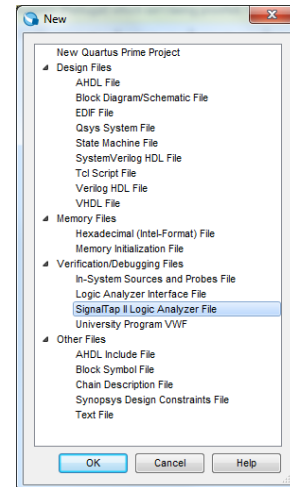 New
New Quartus Prime Project
Design Files
AHDL File
Block Diagram/Schematic File
EDIF File
Qsys System File
State Machine File
SystemVerilog HDL File
Tcl Script File
Verilog HDL File
VHDL File
Memory Files
Hexadecimal (Intel-Format) File
Memory Initialization File
Verification/Debugging Files
In-System Sources and Probes File
Logic Analyzer Interface File
SignalTap II Logic Analyzer File
University Program VWF
Other Files
AHDL Include File
Block Symbol File
Chain Description File
Synopsys Design Constraints File
Text File
OK Cancel Help